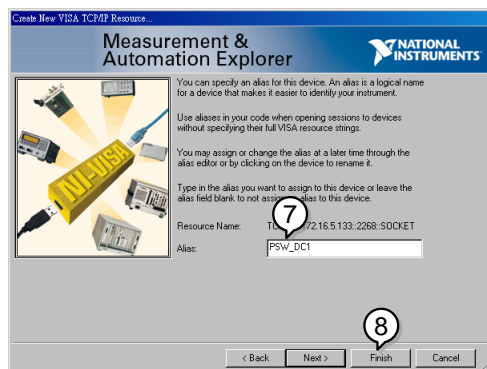 Create New VISA TCP/IP Resource...
Measurement &
Automation Explorer
NATIONAL
INSTRUMENTS
You can specify an alias for this device. An alias is a logical name
for a device that makes it easier to identify your instrument.
Use aliases in your code when opening sessions to devices
without specifying their full VISA resource strings.
You may assign or change the alias at a later time through the
alias editor or by clicking on the device to rename it.
Type in the alias you want to assign to this device or leave the
alias field blank to not alias to this device.
NI-VISA
7
Resource Name: 72.16.5.133::2268::SOCKET
Alias: PSW_DC1
8
< Back Next > Finish Cancel